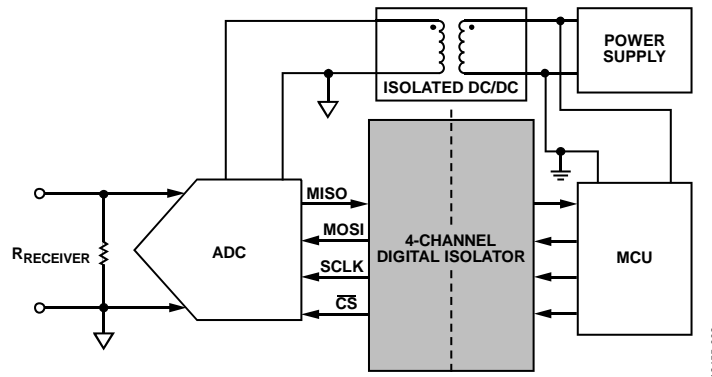 POWER
SUPPLY
ISOLATED DC/DC
MISO
MOSI
SCLK
CS
ADC
RRECEIVER
4-CHANNEL
DIGITAL ISOLATOR
MCU